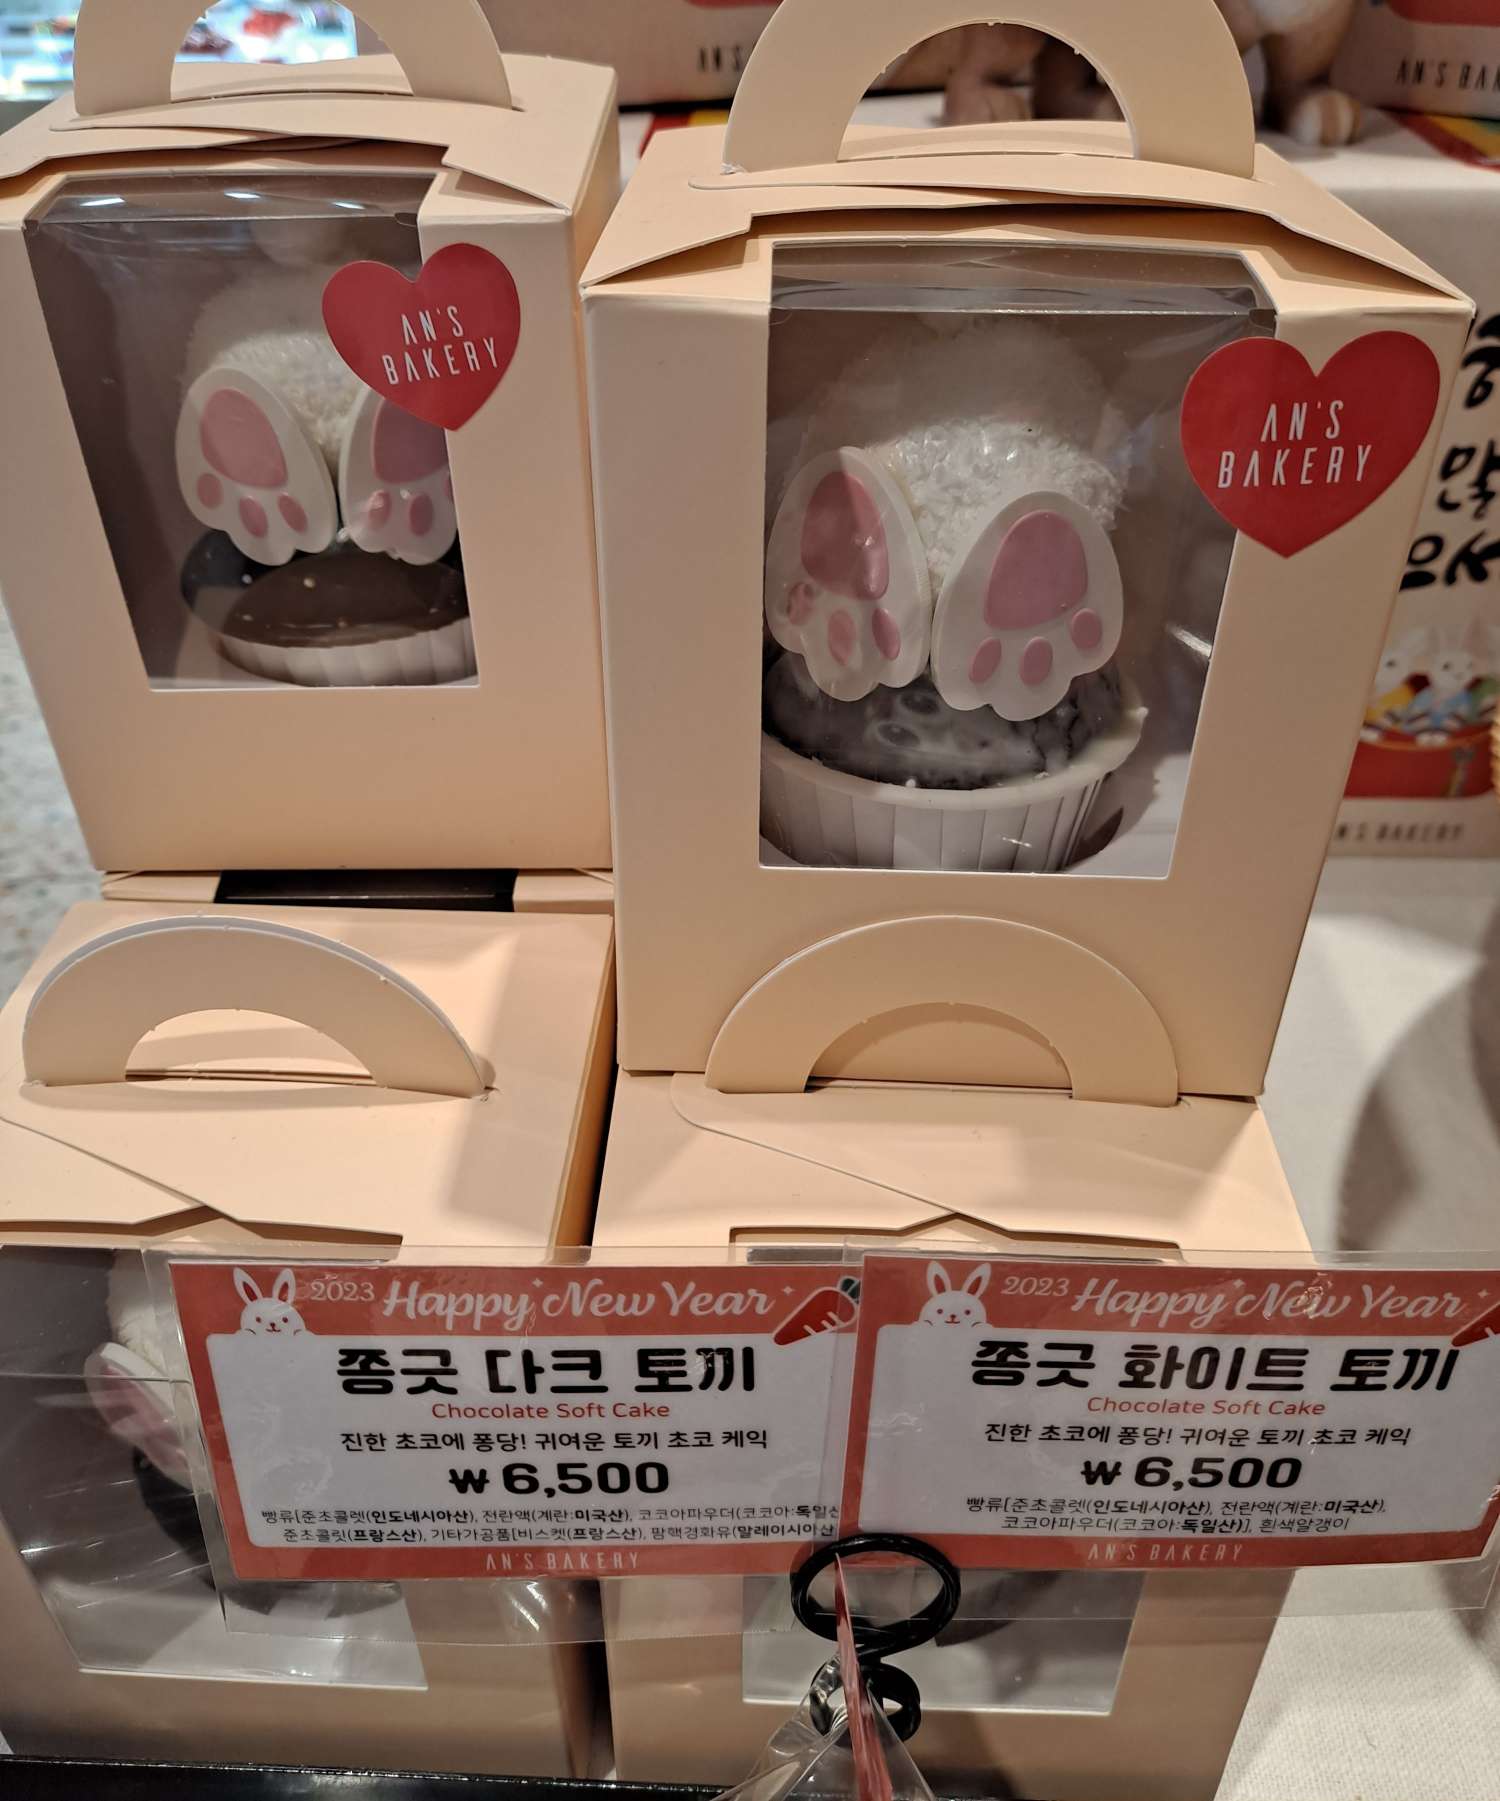 AN'S
AN'S BAK
AN'S
BAKERY
AN'S
BAKERY
AN'S BAKERY
2023 Happy New Year
쫑긋 다크 토끼
Chocolate Soft Cake
진한 초코에 퐁당! 귀여운 토끼 초코 케익
₩ 6,500
빵류[준초콜렛(인도네시아산), 전란액(계란:미국산), 코코아파우더(코코아:독일산
준초콜릿(프랑스산), 기타가공품[비스켓(프랑스산), 팜핵경화유(말레이시아산
AN'S BAKERY
2023 Happy New Year
쫑긋 화이트 토끼
Chocolate Soft Cake
진한 초코에 퐁당! 귀여운 토끼 초코 케익
₩ 6,500
빵류[준초콜렛(인도네시아산), 전란액(계란:미국산),
코코아파우더(코코아:독일산)], 흰색알갱이
AN'S BAKERY